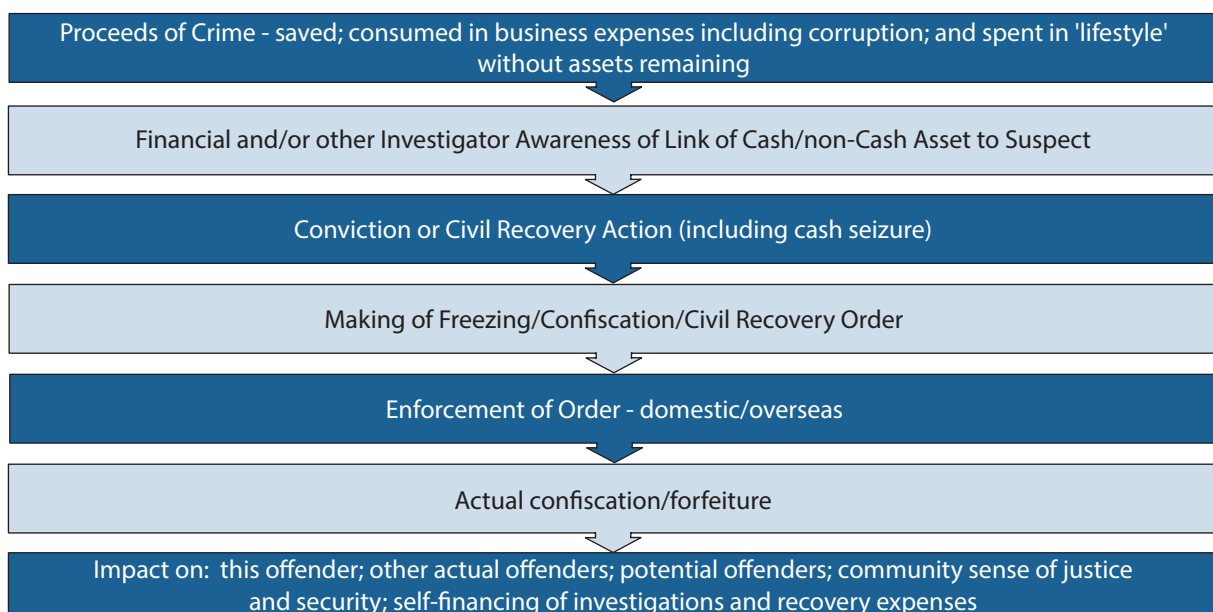 Proceeds of Crime - saved; consumed in business expenses including corruption; and spent in 'lifestyle'
without assets remaining
Financial and/or other Investigator Awareness of Link of Cash/non-Cash Asset to Suspect
Conviction or Civil Recovery Action (including cash seizure)
Making of Freezing/Confiscation/Civil Recovery Order
Enforcement of Order - domestic/overseas
Actual confiscation/forfeiture
Impact on: this offender; other actual offenders; potential offenders; community sense of justice
and security; self-financing of investigations and recovery expenses